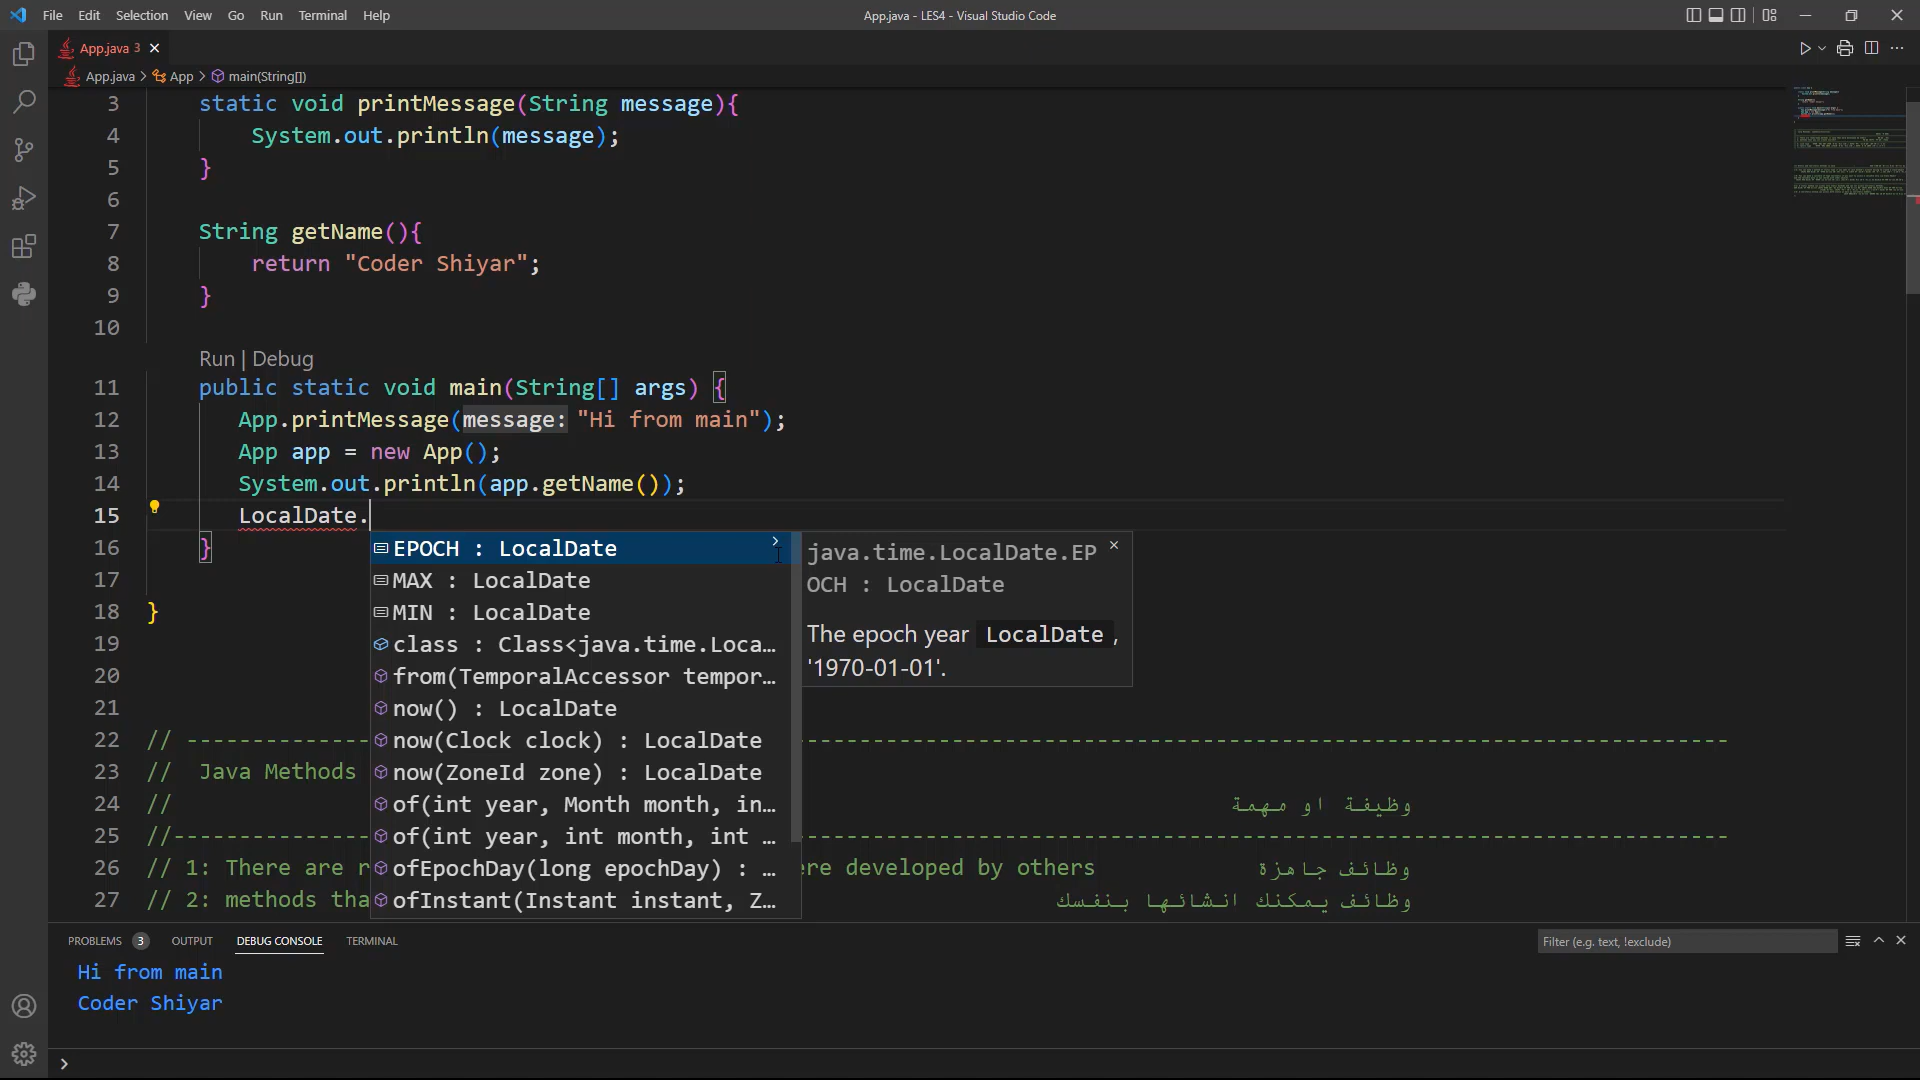 File Edit Selection View Go Run Terminal Help
App.java - LES4 - Visual Studio Code
App.java 3
App.java > App > main(String[])
3 static void printMessage(String message){
4 System.out.println(message);
5 }
6
7 String getName(){
8 return "Coder Shiyar";
9 }
10
Run | Debug
11 public static void main(String[] args) {
12 App.printMessage(message: "Hi from main");
13 App app = new App();
14 System.out.println(app.getName());
15 LocalDate.
16 }
17
18 }
19
20
21
22 // ---
23 // Java Methods
24 // وظيفة او مهمة
25 //---
26 // 1: There are r
ere developed by others وظائف جاهزة
27 // 2: methods tha
وظائف يمكنك انشائها بنفسك
EPOCH : LocalDate
MAX : LocalDate
MIN : LocalDate
class : Class<java.time.Loca...
from(TemporalAccessor tempor...
now() : LocalDate
now(Clock clock) : LocalDate
now(ZoneId zone) : LocalDate
of(int year, Month month, in...
of(int year, int month, int ...
ofEpochDay(long epochDay) : ...
ofInstant(Instant instant, Z...
java.time.LocalDate.EP
OCH : LocalDate
The epoch year LocalDate,
'1970-01-01'.
PROBLEMS 3 OUTPUT DEBUG CONSOLE TERMINAL
Filter (e.g. text, !exclude)
Hi from main
Coder Shiyar